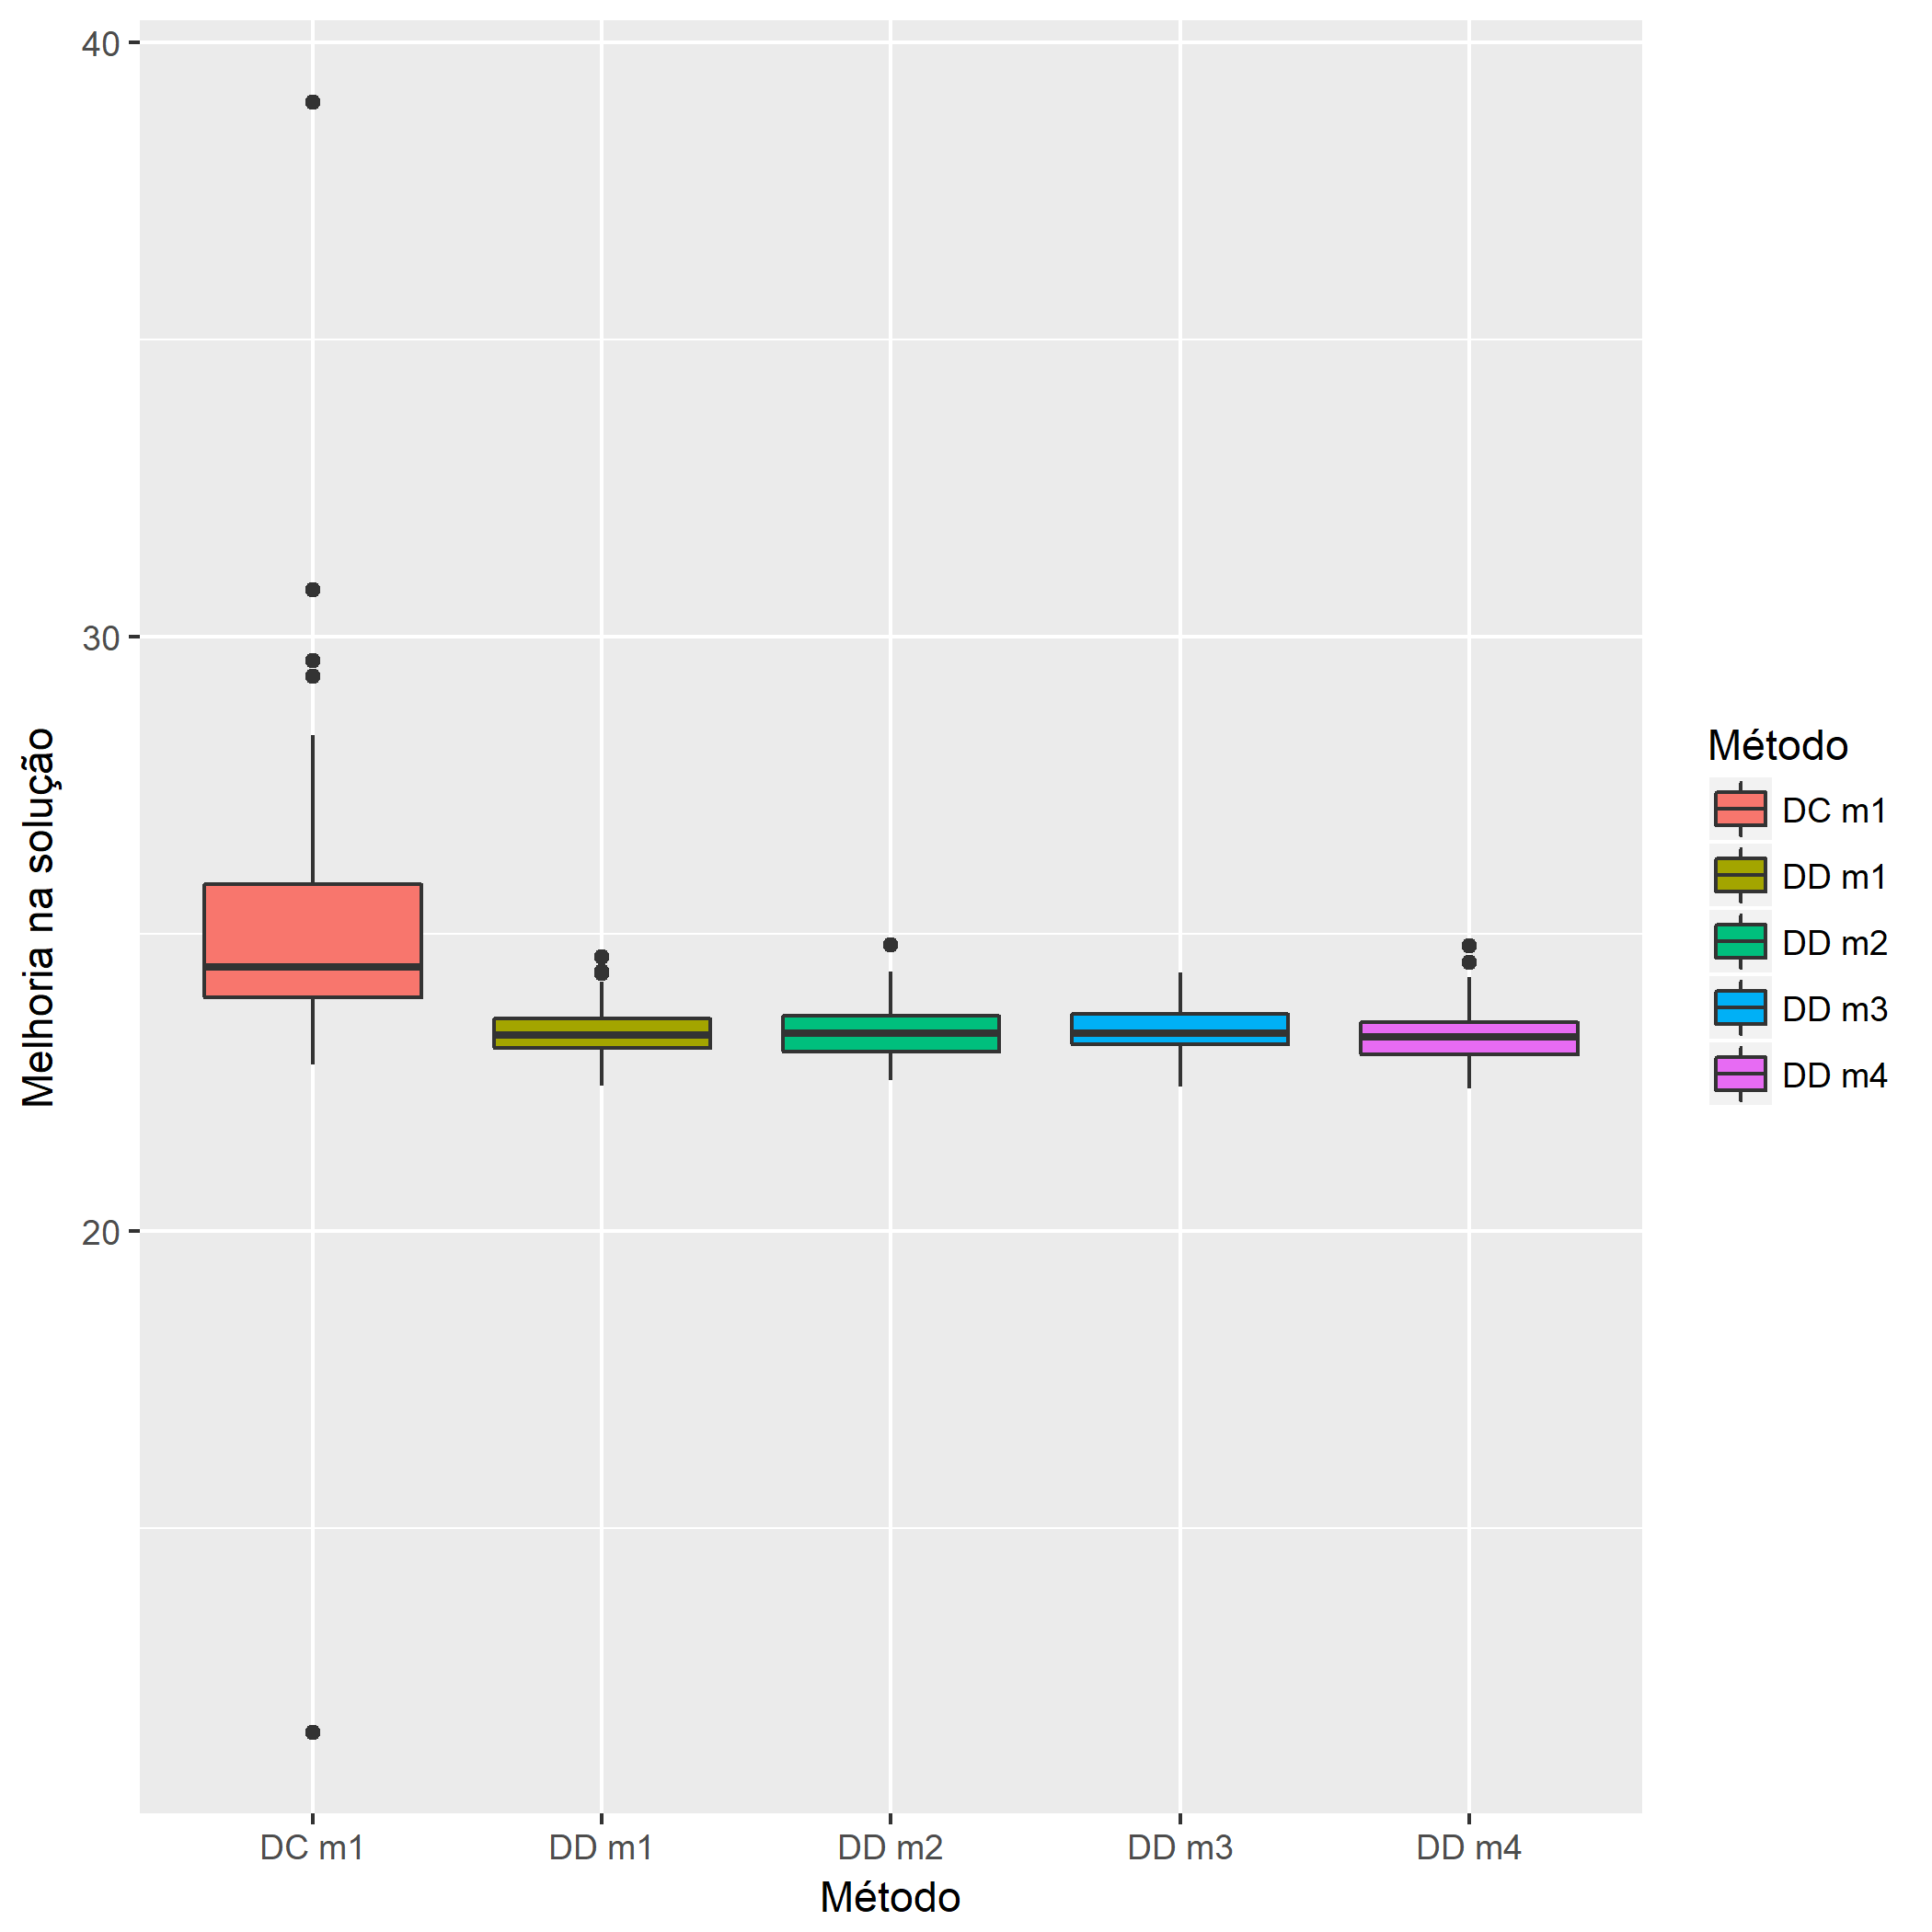 40
30
20
Melhoria na solução
DC m1
DD m1
DD m2
DD m3
DD m4
Método
Método
DC m1
DD m1
DD m2
DD m3
DD m4